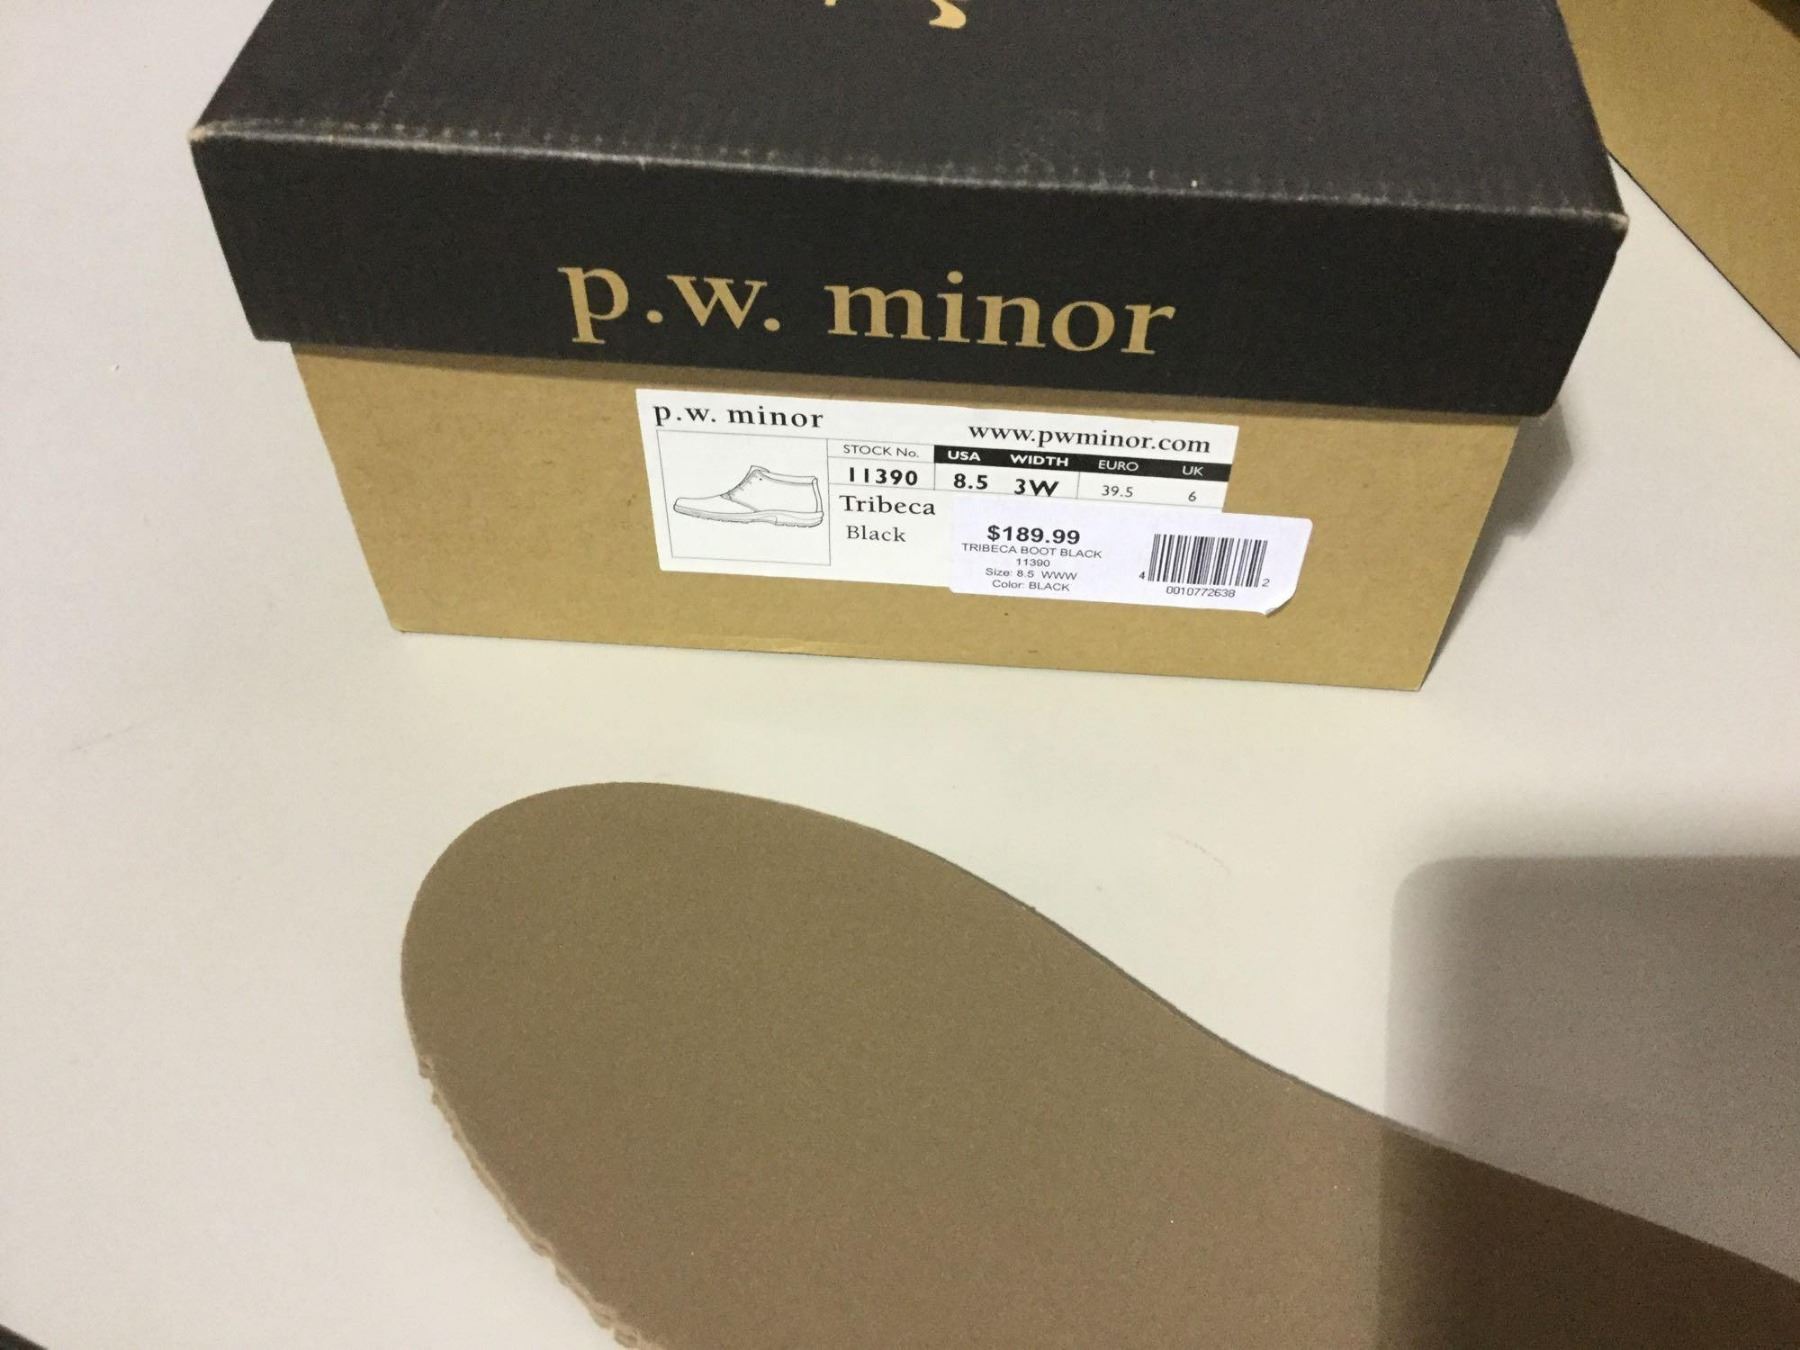 p.w. minor
p.w. minor
www.pwminor.com
STOCK No. USA WIDTH EURO UK
11390 8.5 3W 39.5 6
Tribeca
Black
$189.99
TRIBECA BOOT BLACK
11390
Size: 8.5 WWW
Color: BLACK
4 2
0010772638